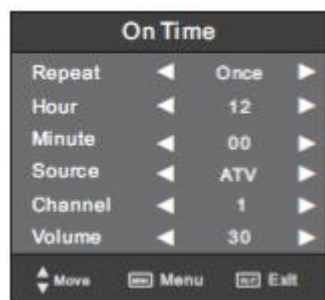 On Time
Repeat Once
Hour 12
Minute 00
Source ATV
Channel 1
Volume 30
Move Menu Exit